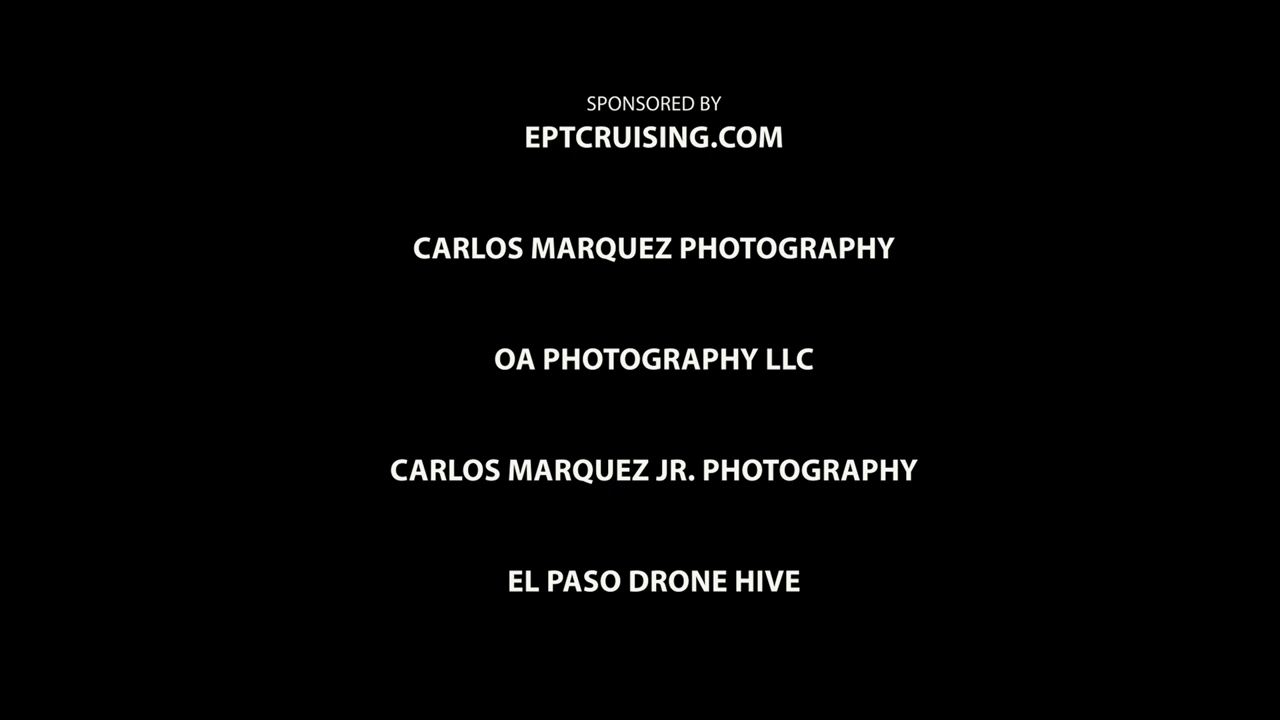 SPONSORED BY
EPTCRUISING.COM
CARLOS MARQUEZ PHOTOGRAPHY
OA PHOTOGRAPHY LLC
CARLOS MARQUEZ JR. PHOTOGRAPHY
EL PASO DRONE HIVE